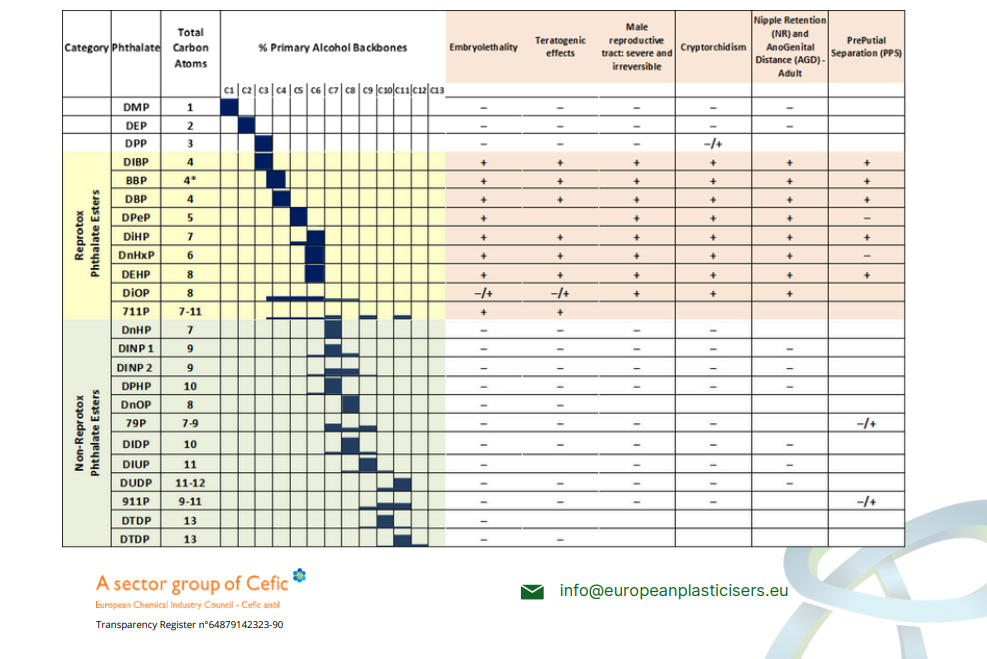 Category Phthalate Total Carbon Atoms % Primary Alcohol Backbones Embryolethality Teratogenic effects Male reproductive tract: severe and irreversible Cryptorchidism Nipple Retention (NR) and AnoGenital Distance (AGD) - Adult PrePutial Separation (PPS)
C1 C2 C3 C4 C5 C6 C7 C8 C9 C10 C11 C12 C13
DMP 1 – – – – –
DEP 2 – – – – –
DPP 3 – – – –/+
Reprotox Phthalate Esters
DIBP 4 + + + + + +
BBP 4* + + + + + +
DBP 4 + + + + + +
DPeP 5 + + + + –
DiHP 7 + + + + + +
DnHxP 6 + + + + + –
DEHP 8 + + + + + +
DiOP 8 –/+ –/+ + + +
711P 7-11 + +
Non-Reprotox Phthalate Esters
DnHP 7 – – – –
DINP 1 9 – – – – –
DINP 2 9 – – – – –
DPHP 10 – – – – –
DnOP 8 – –
79P 7-9 – – – – –/+
DIDP 10 – – – – –
DIUP 11 – – – –
DUDP 11-12 – – – – –
911P 9-11 – – – – –/+
DTDP 13 –
DTDP 13 – –
A sector group of Cefic
European Chemical Industry Council - Cefic aisbl
Transparency Register n°64879142323-90
info@europeanplasticisers.eu